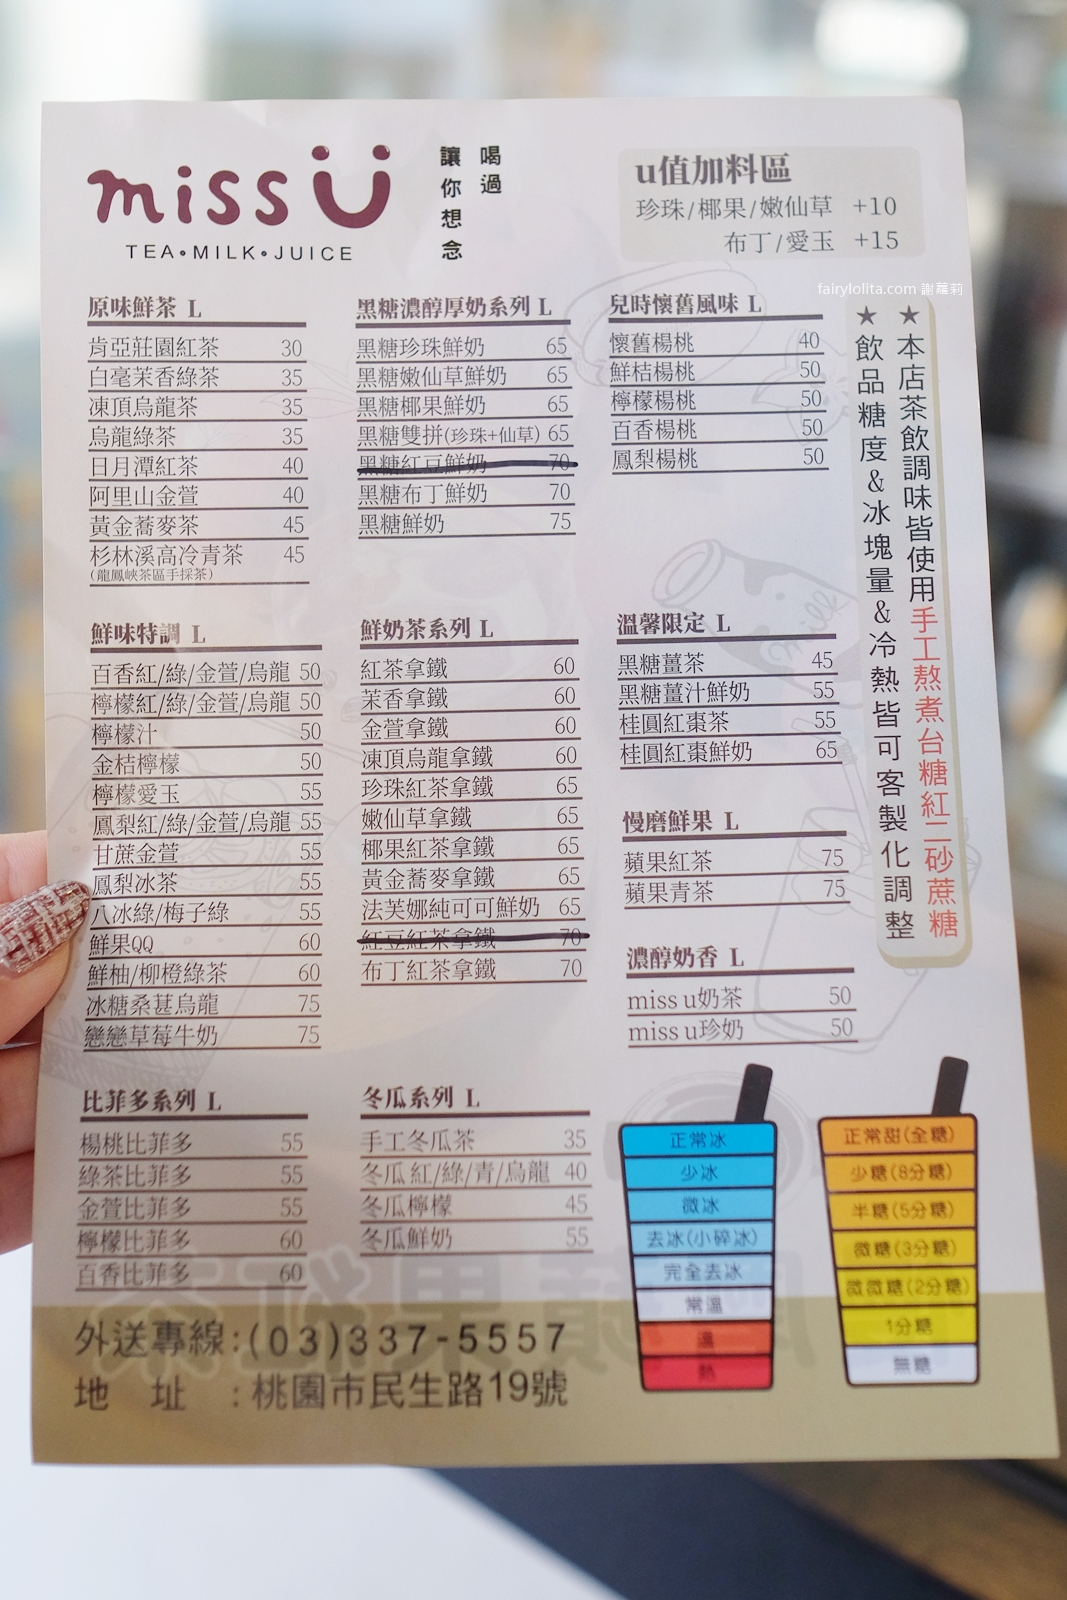 miss ü
TEA•MILK•JUICE
喝過
讓你想念
u值加料區
珍珠/椰果/嫩仙草 +10
布丁/愛玉 +15
fairylolita.com 謝蘿莉
原味鮮茶 L
肯亞莊園紅茶 30
白毫茉香綠茶 35
凍頂烏龍茶 35
烏龍綠茶 35
日月潭紅茶 40
阿里山金萱 40
黃金蕎麥茶 45
杉林溪高冷青茶 45
(龍鳳峽茶區手採茶)
黑糖濃醇厚奶系列 L
黑糖珍珠鮮奶 65
黑糖嫩仙草鮮奶 65
黑糖椰果鮮奶 65
黑糖雙拼(珍珠+仙草) 65
黑糖紅豆鮮奶 70
黑糖布丁鮮奶 70
黑糖鮮奶 75
兒時懷舊風味 L
懷舊楊桃 40
鮮桔楊桃 50
檸檬楊桃 50
百香楊桃 50
鳳梨楊桃 50
★本店茶飲調味皆使用手工熬煮台糖紅二砂蔗糖
★飲品糖度&冰塊量&冷熱皆可客製化調整
鮮味特調 L
百香紅/綠/金萱/烏龍 50
檸檬紅/綠/金萱/烏龍 50
檸檬汁 50
金桔檸檬 50
檸檬愛玉 55
鳳梨紅/綠/金萱/烏龍 55
甘蔗金萱 55
鳳梨冰茶 55
八冰綠/梅子綠 55
鮮果QQ 60
鮮柚/柳橙綠茶 60
冰糖桑葚烏龍 75
戀戀草莓牛奶 75
鮮奶茶系列 L
紅茶拿鐵 60
茉香拿鐵 60
金萱拿鐵 60
凍頂烏龍拿鐵 60
珍珠紅茶拿鐵 65
嫩仙草拿鐵 65
椰果紅茶拿鐵 65
黃金蕎麥拿鐵 65
法芙娜純可可鮮奶 65
紅豆紅茶拿鐵 70
布丁紅茶拿鐵 70
溫馨限定 L
黑糖薑茶 45
黑糖薑汁鮮奶 55
桂圓紅棗茶 55
桂圓紅棗鮮奶 65
慢磨鮮果 L
蘋果紅茶 75
蘋果青茶 75
濃醇奶香 L
miss u奶茶 50
miss u珍奶 50
比菲多系列 L
楊桃比菲多 55
綠茶比菲多 55
金萱比菲多 55
檸檬比菲多 60
百香比菲多 60
冬瓜系列 L
手工冬瓜茶 35
冬瓜紅/綠/青/烏龍 40
冬瓜檸檬 45
冬瓜鮮奶 55
正常冰
少冰
微冰
去冰(小碎冰)
完全去冰
常溫
溫
熱
正常甜(全糖)
少糖(8分糖)
半糖(5分糖)
微糖(3分糖)
微微糖(2分糖)
1分糖
無糖
外送專線:(03)337-5557
地 址 :桃園市民生路19號